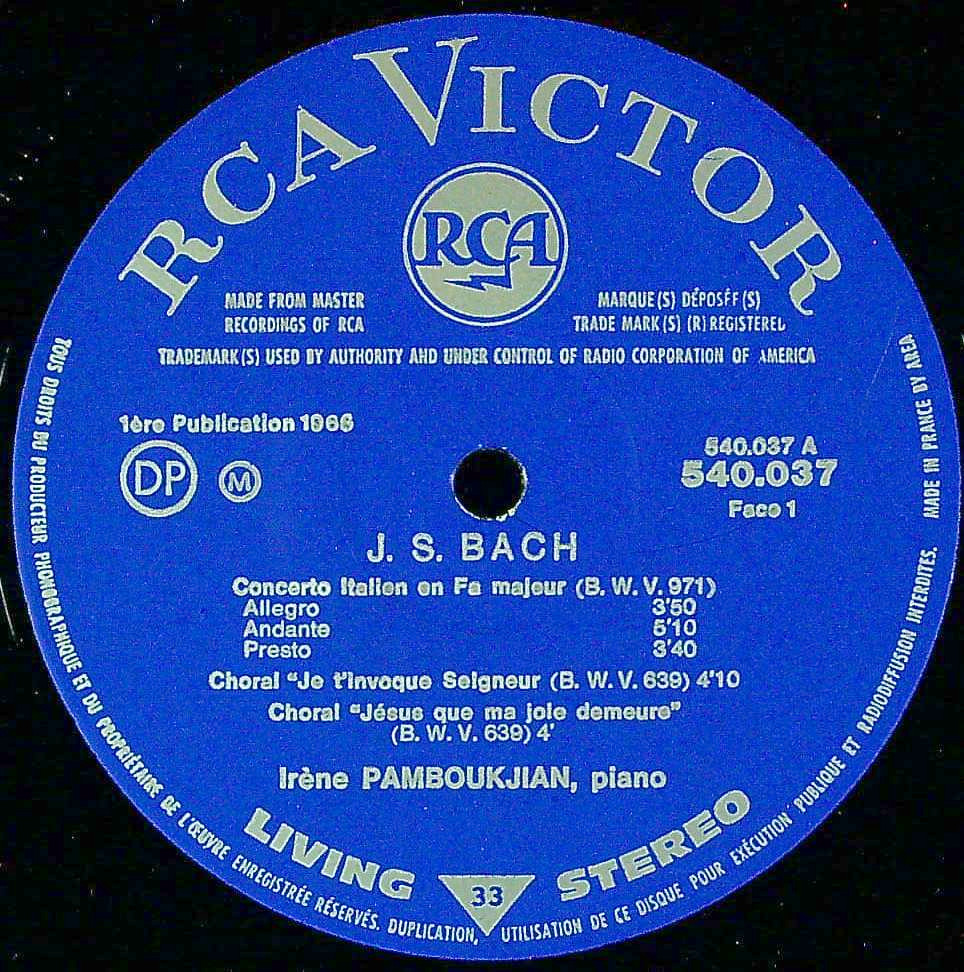 RCA VICTOR
RCA
MADE FROM MASTER
RECORDINGS OF RCA
MARQUE(S) DÉPOSÉE(S)
TRADE MARK(S) (R) REGISTERED
TRADEMARK(S) USED BY AUTHORITY AND UNDER CONTROL OF RADIO CORPORATION OF AMERICA
1ère Publication 1966
DP M
540.037 A
540.037
Face 1
J. S. BACH
Concerto Italien en Fa majeur (B. W. V. 971)
Allegro 3'50
Andante 5'10
Presto 3'40
Choral "Je t'invoque Seigneur (B. W. V. 639) 4'10
Choral "Jésus que ma joie demeure"
(B. W. V. 639) 4'
Irène PAMBOUKJIAN, piano
LIVING 33 STEREO
TOUS DROITS DU PRODUCTEUR PHONOGRAPHIQUE ET DU PROPRIÉTAIRE DE L'ŒUVRE ENREGISTRÉE RÉSERVÉS. DUPLICATION, UTILISATION DE CE DISQUE POUR EXÉCUTION PUBLIQUE ET RADIODIFFUSION INTERDITES. MADE IN FRANCE BY AREA